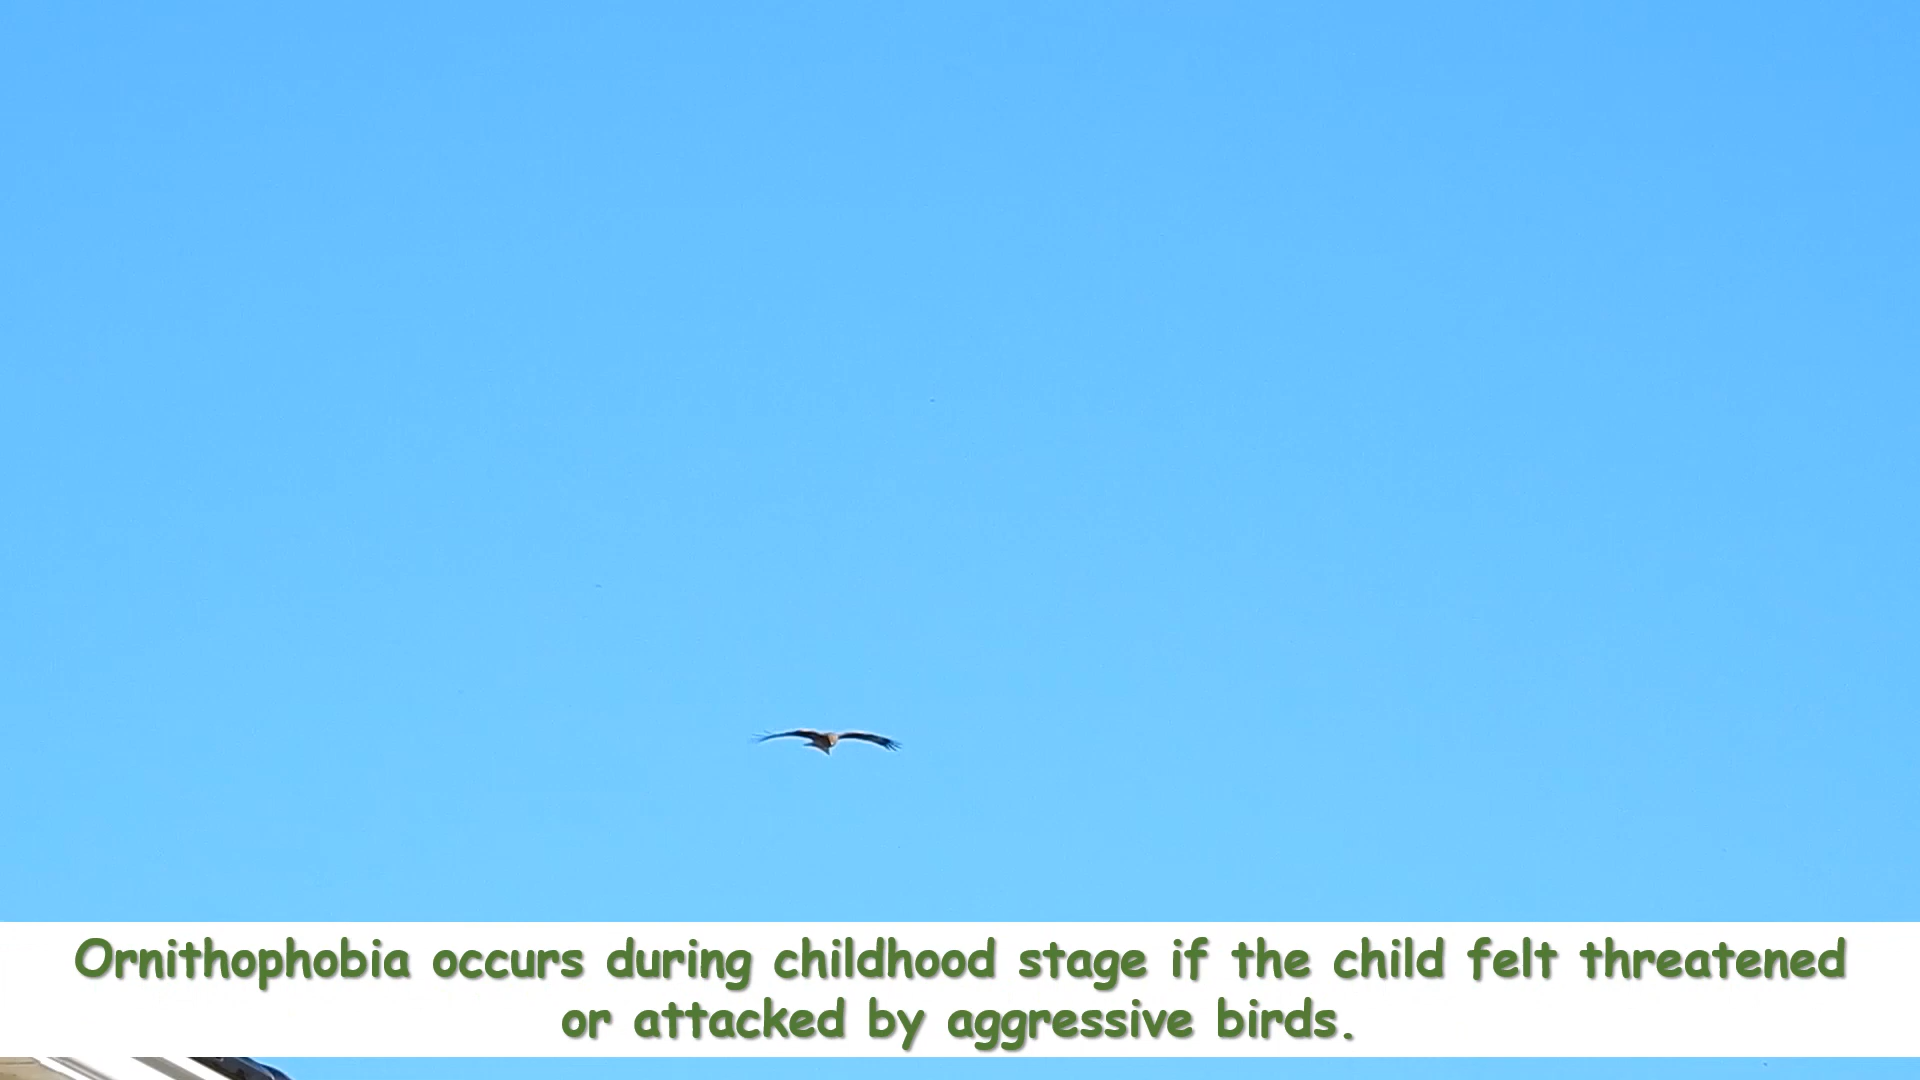 Ornithophobia occurs during childhood stage if the child felt threatened
or attacked by aggressive birds.